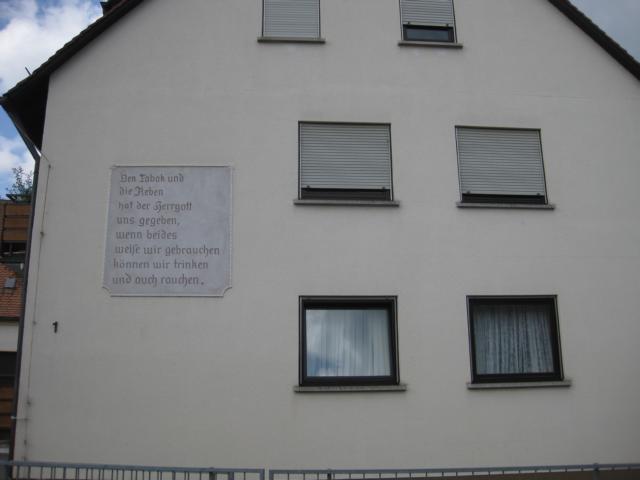 Den Tabak und
die Reben
hat der Herrgott
uns gegeben,
wenn beides
weise wir gebrauchen
können wir trinken
und auch rauchen.
1